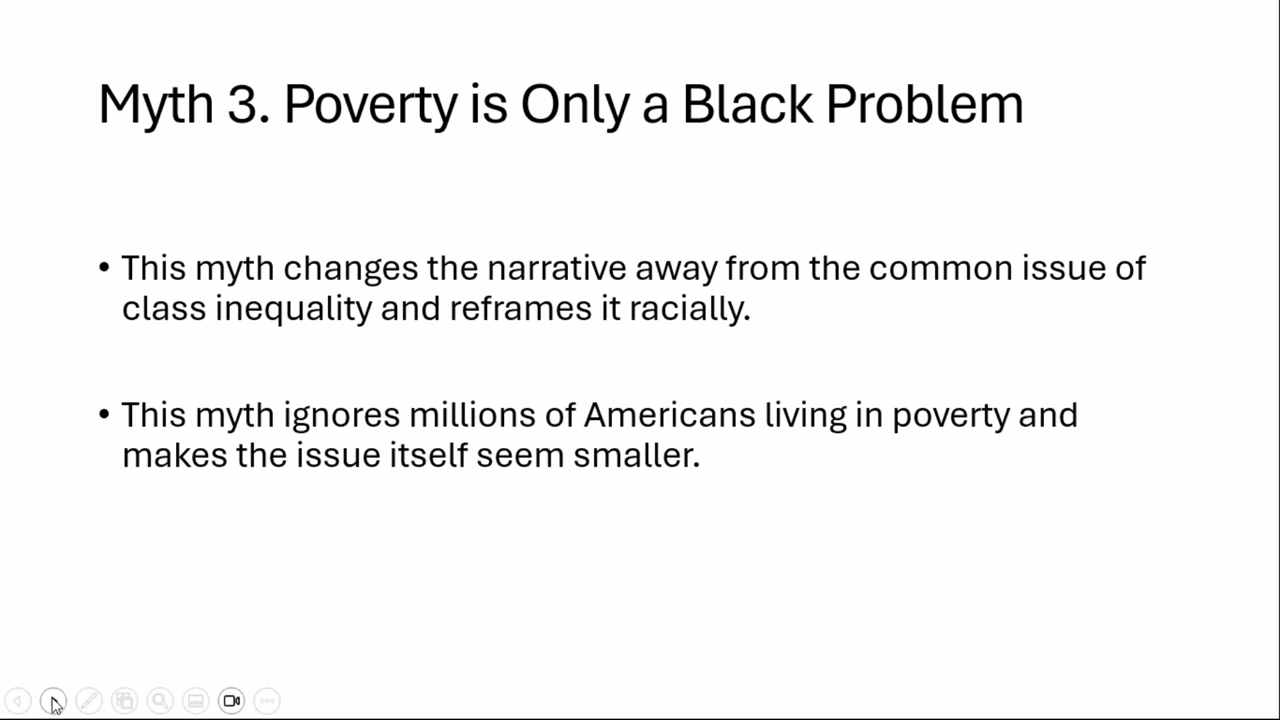 Myth 3. Poverty is Only a Black Problem
• This myth changes the narrative away from the common issue of
class inequality and reframes it racially.
• This myth ignores millions of Americans living in poverty and
makes the issue itself seem smaller.